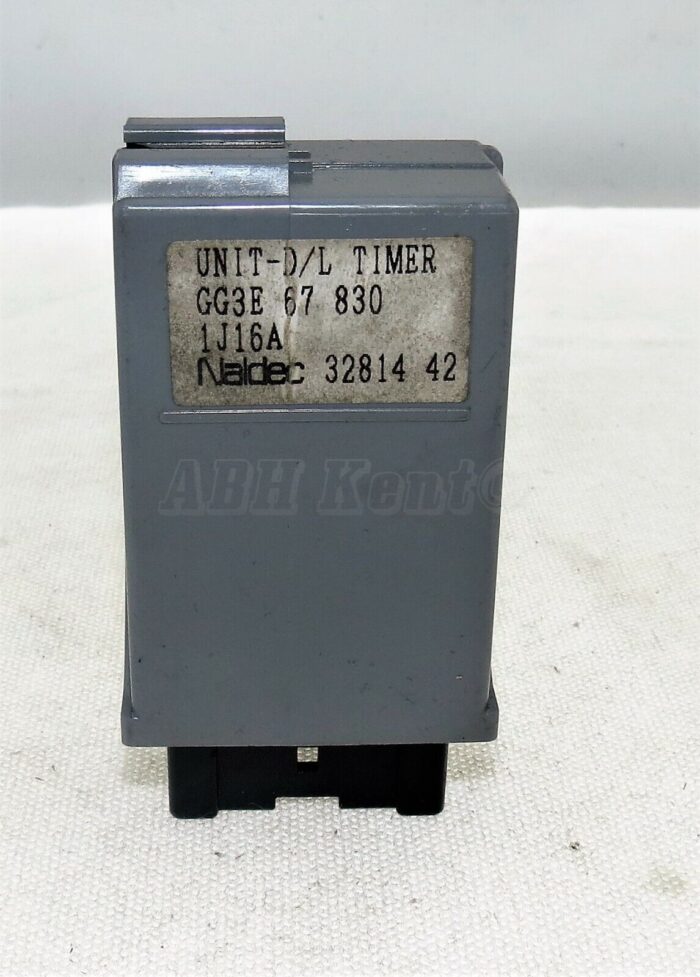 UNIT-D/L TIMER
GG3E 67 830
1J16A
Naldec 32814 42
ABH Kent©